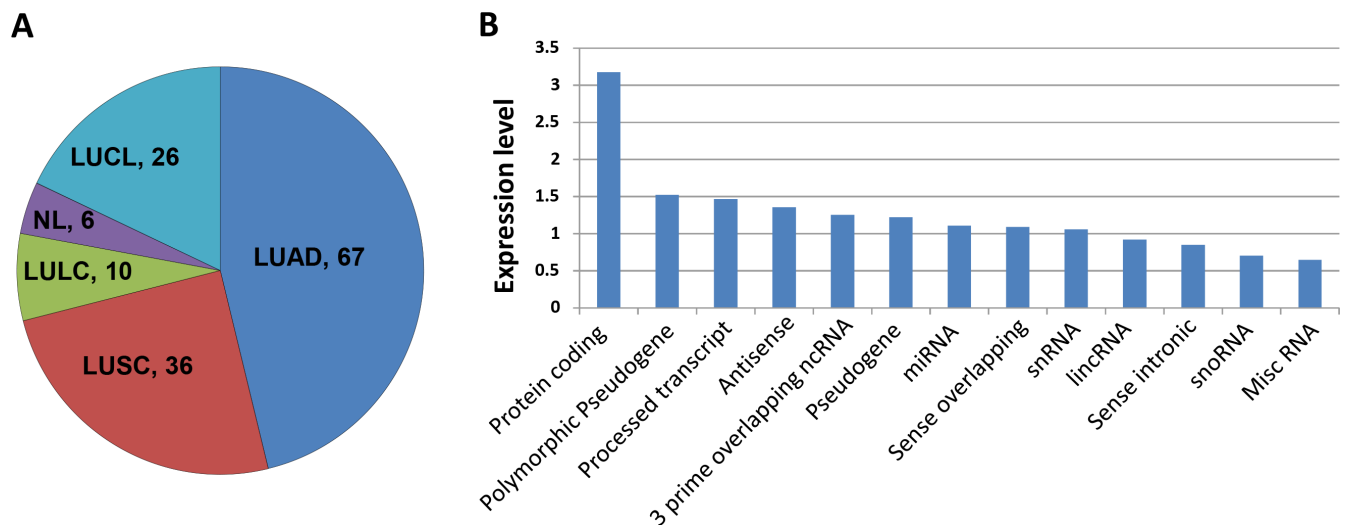 A
LUCL, 26
NL, 6
LULC, 10
LUAD, 67
LUSC, 36
B
Expression level
3.5
3
2.5
2
1.5
1
0.5
0
Protein coding
Polymorphic Pseudogene
Processed transcript
Antisense
3 prime overlapping ncRNA
Pseudogene
miRNA
Sense overlapping
snRNA
lincRNA
Sense intronic
snoRNA
Misc RNA